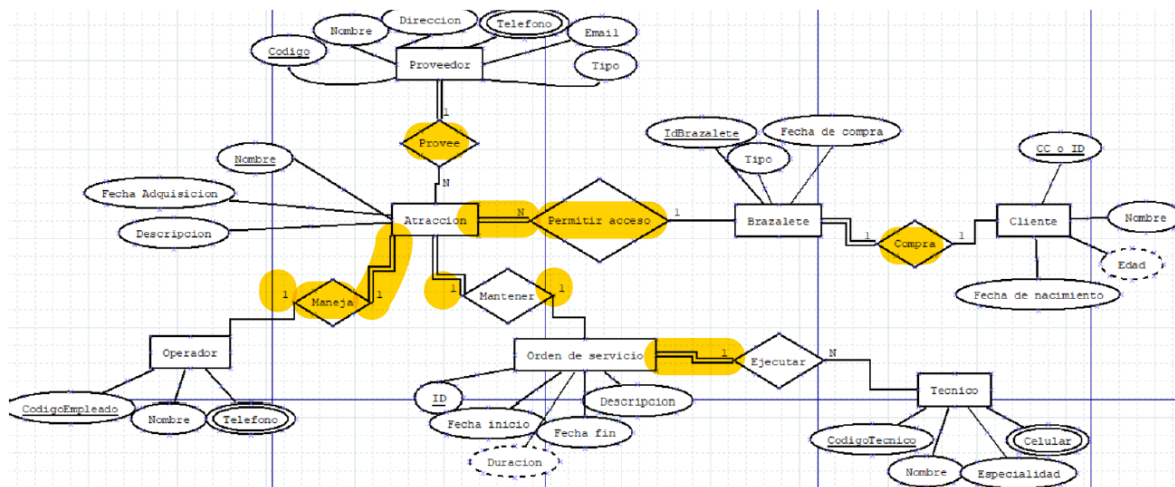 Direccion
Nombre
Telefono
Email
Codigo
Proveedor
Tipo
1
Provee
N
Nombre
Fecha Adquisicion
Descripcion
Atraccion
N
Permitir acceso
1
IdBrazalete
Fecha de compra
Tipo
Brazalete
1
Compra
1
CC o ID
Cliente
Nombre
Edad
Fecha de nacimiento
1
Maneja
1
1
Mantener
1
Operador
CodigoEmpleado
Nombre
Telefono
Orden de servicio
1
Ejecutar
N
ID
Descripcion
Fecha inicio
Fecha fin
Duracion
Tecnico
CodigoTecnico
Celular
Nombre
Especialidad